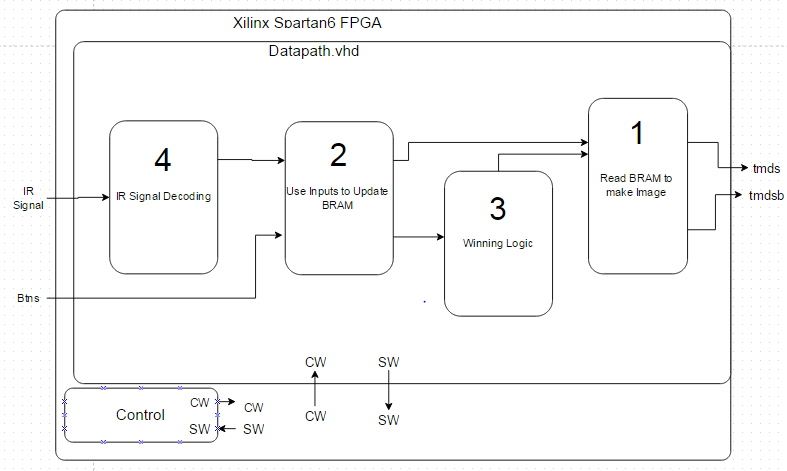 Xilinx Spartan6 FPGA
Datapath.vhd
4
IR Signal Decoding
2
Use Inputs to Update
BRAM
3
Winning Logic
1
Read BRAM to
make Image
IR
Signal
Btns
tmds
tmdsb
CW
SW
CW
SW
Control
CW
SW
CW
SW